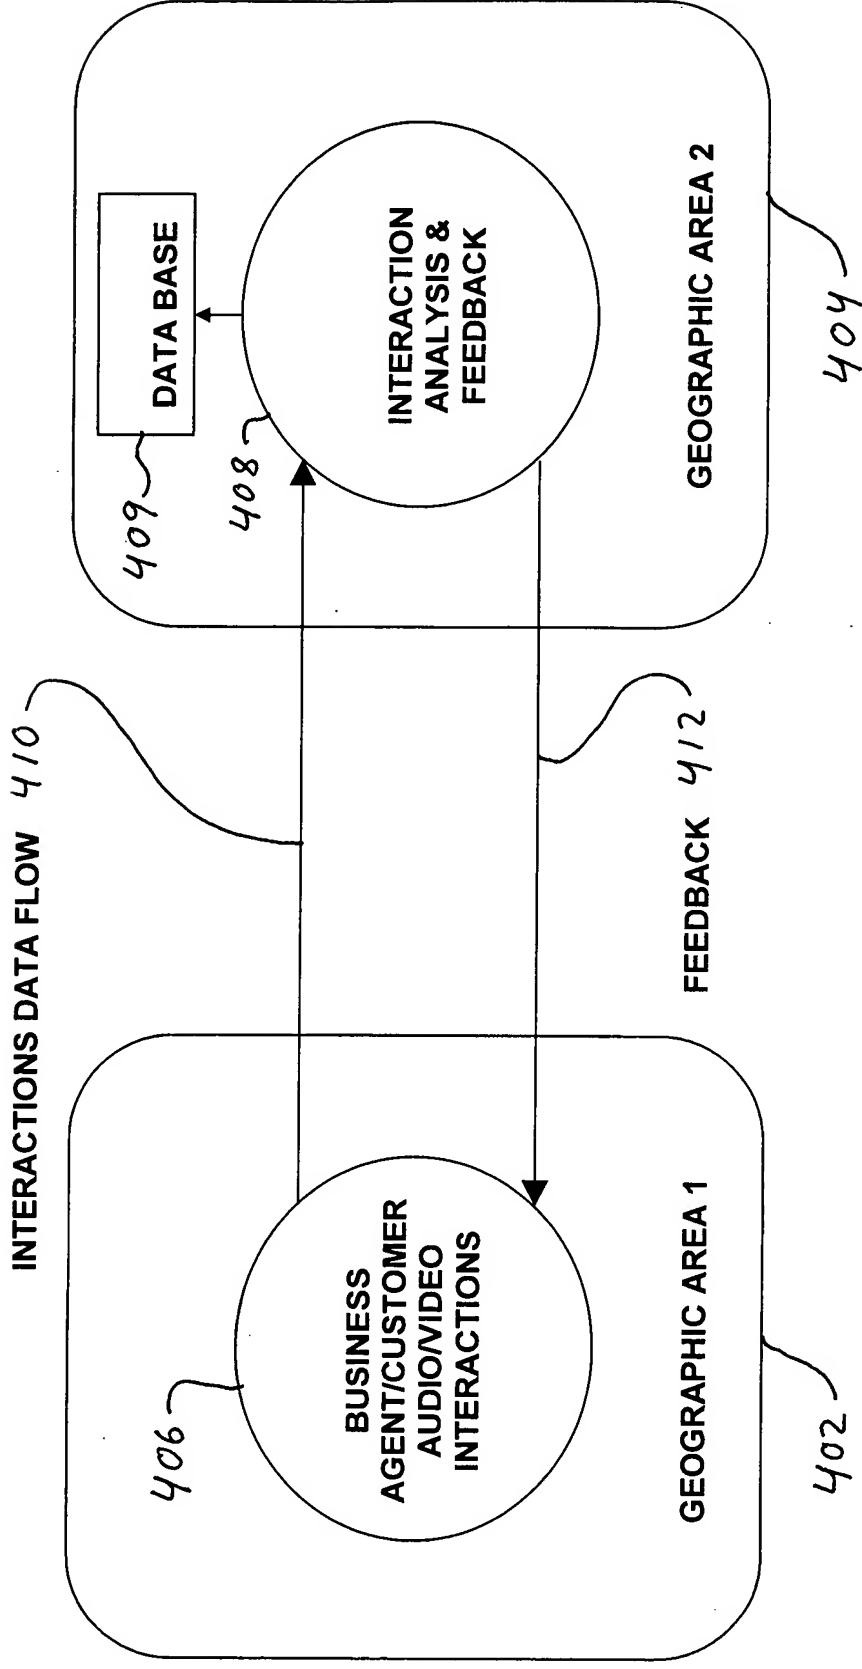 INTERACTIONS DATA FLOW 410
406
BUSINESS
AGENT/CUSTOMER
AUDIO/VIDEO
INTERACTIONS
GEOGRAPHIC AREA 1
402
FEEDBACK 412
409
DATA BASE
408
INTERACTION
ANALYSIS &
FEEDBACK
GEOGRAPHIC AREA 2
404